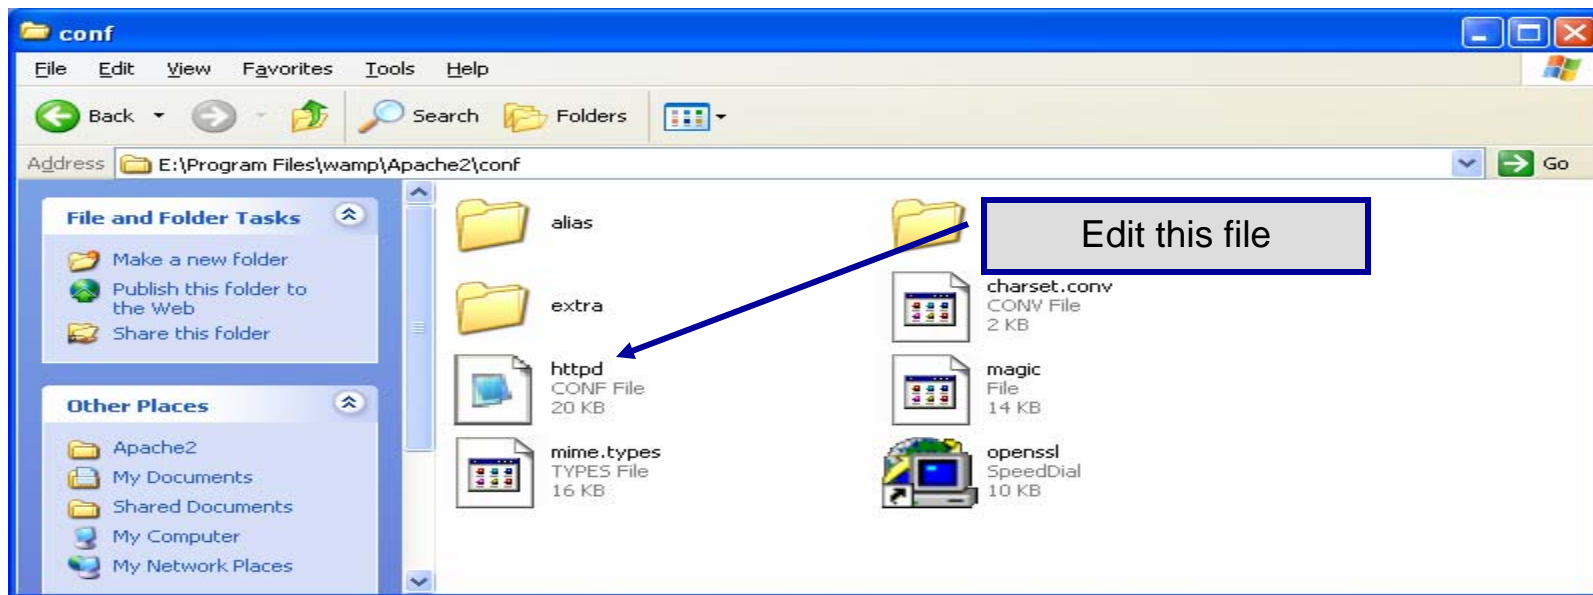 conf
File Edit View Favorites Tools Help
Back Search Folders
Address E:\Program Files\wamp\Apache2\conf Go
File and Folder Tasks
Make a new folder
Publish this folder to
the Web
Share this folder
Other Places
Apache2
My Documents
Shared Documents
My Computer
My Network Places
alias
Edit this file
extra
charset.conv
CONV File
2 KB
httpd
CONF File
20 KB
magic
File
14 KB
mime.types
TYPES File
16 KB
openssl
SpeedDial
10 KB